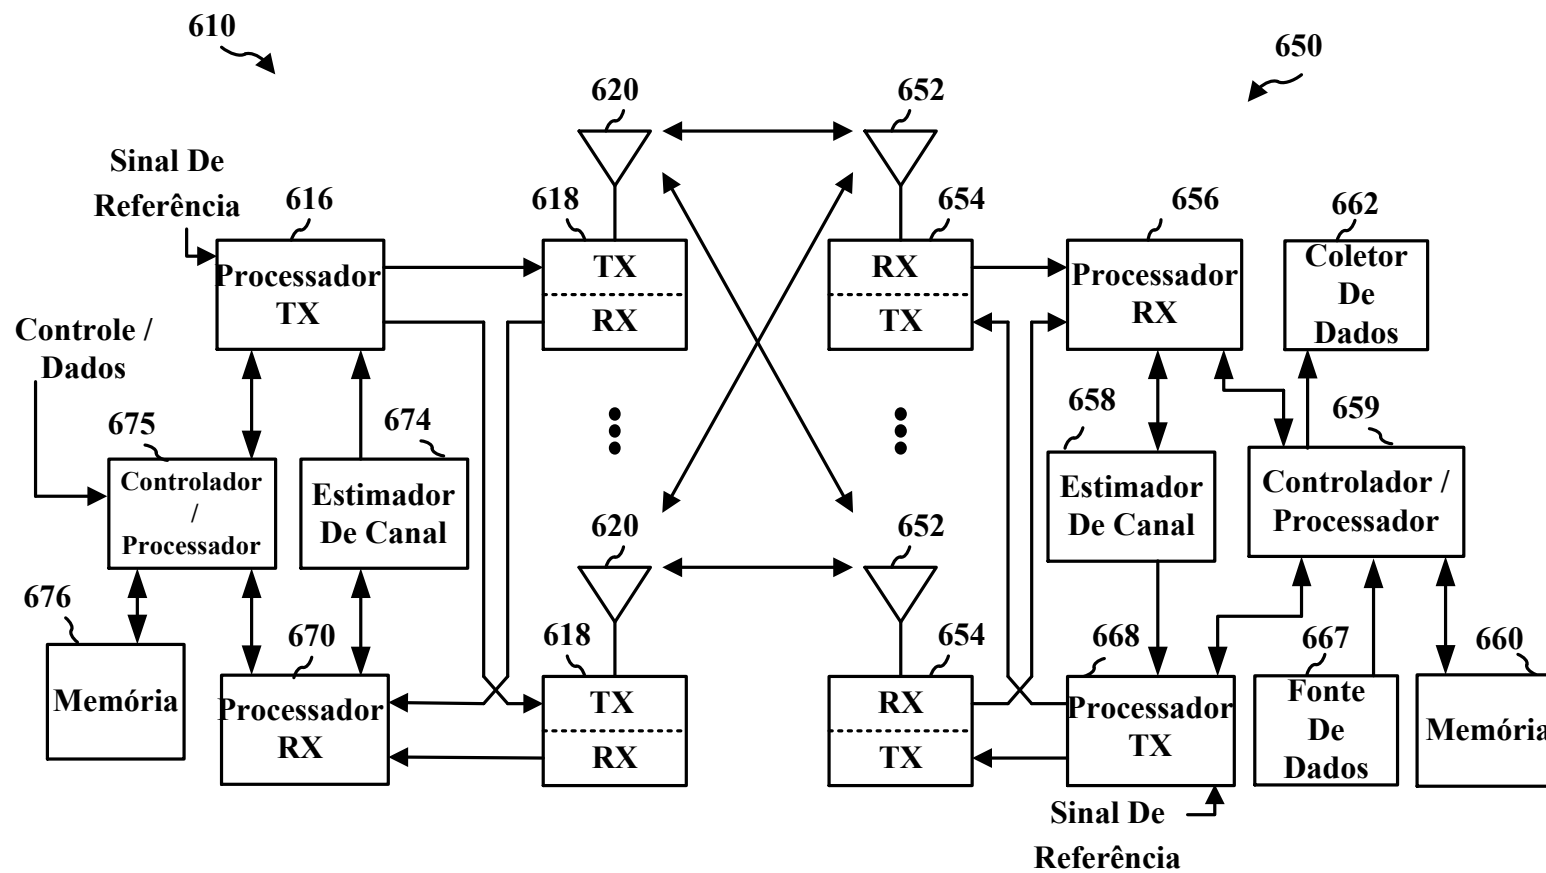 610
650
620
652
Sinal De
Referência
616
618
654
656
662
Processador
TX
TX
RX
RX
TX
Processador
RX
Coletor
De
Dados
Controle /
Dados
675
674
658
659
Controlador
/
Processador
Estimador
De Canal
Estimador
De Canal
Controlador /
Processador
620
652
676
670
618
654
668
667
660
Memória
Processador
RX
TX
RX
RX
TX
Processador
TX
Fonte
De
Dados
Memória
Sinal De
Referência